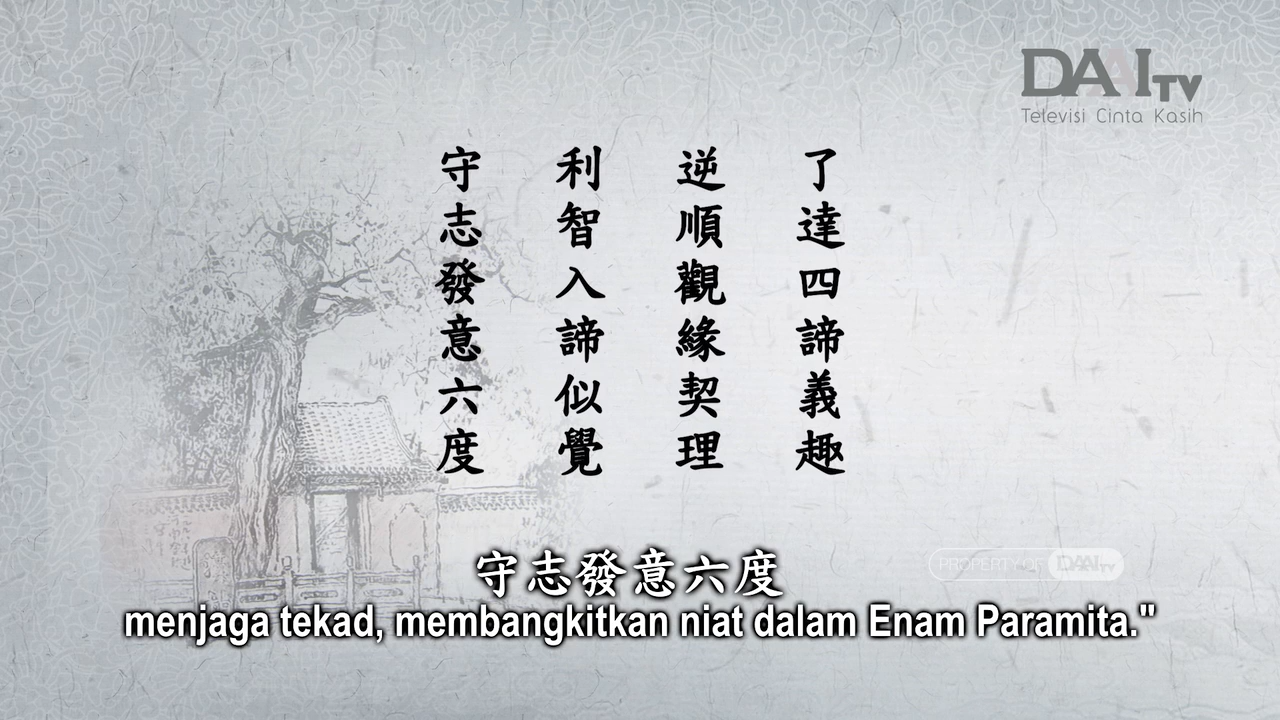 DAAI TV
Televisi Cinta Kasih
了達四諦義趣
逆順觀緣契理
利智入諦似覺
守志發意六度
PROPERTY OF DAAI TV
守志發意六度
menjaga tekad, membangkitkan niat dalam Enam Paramita."